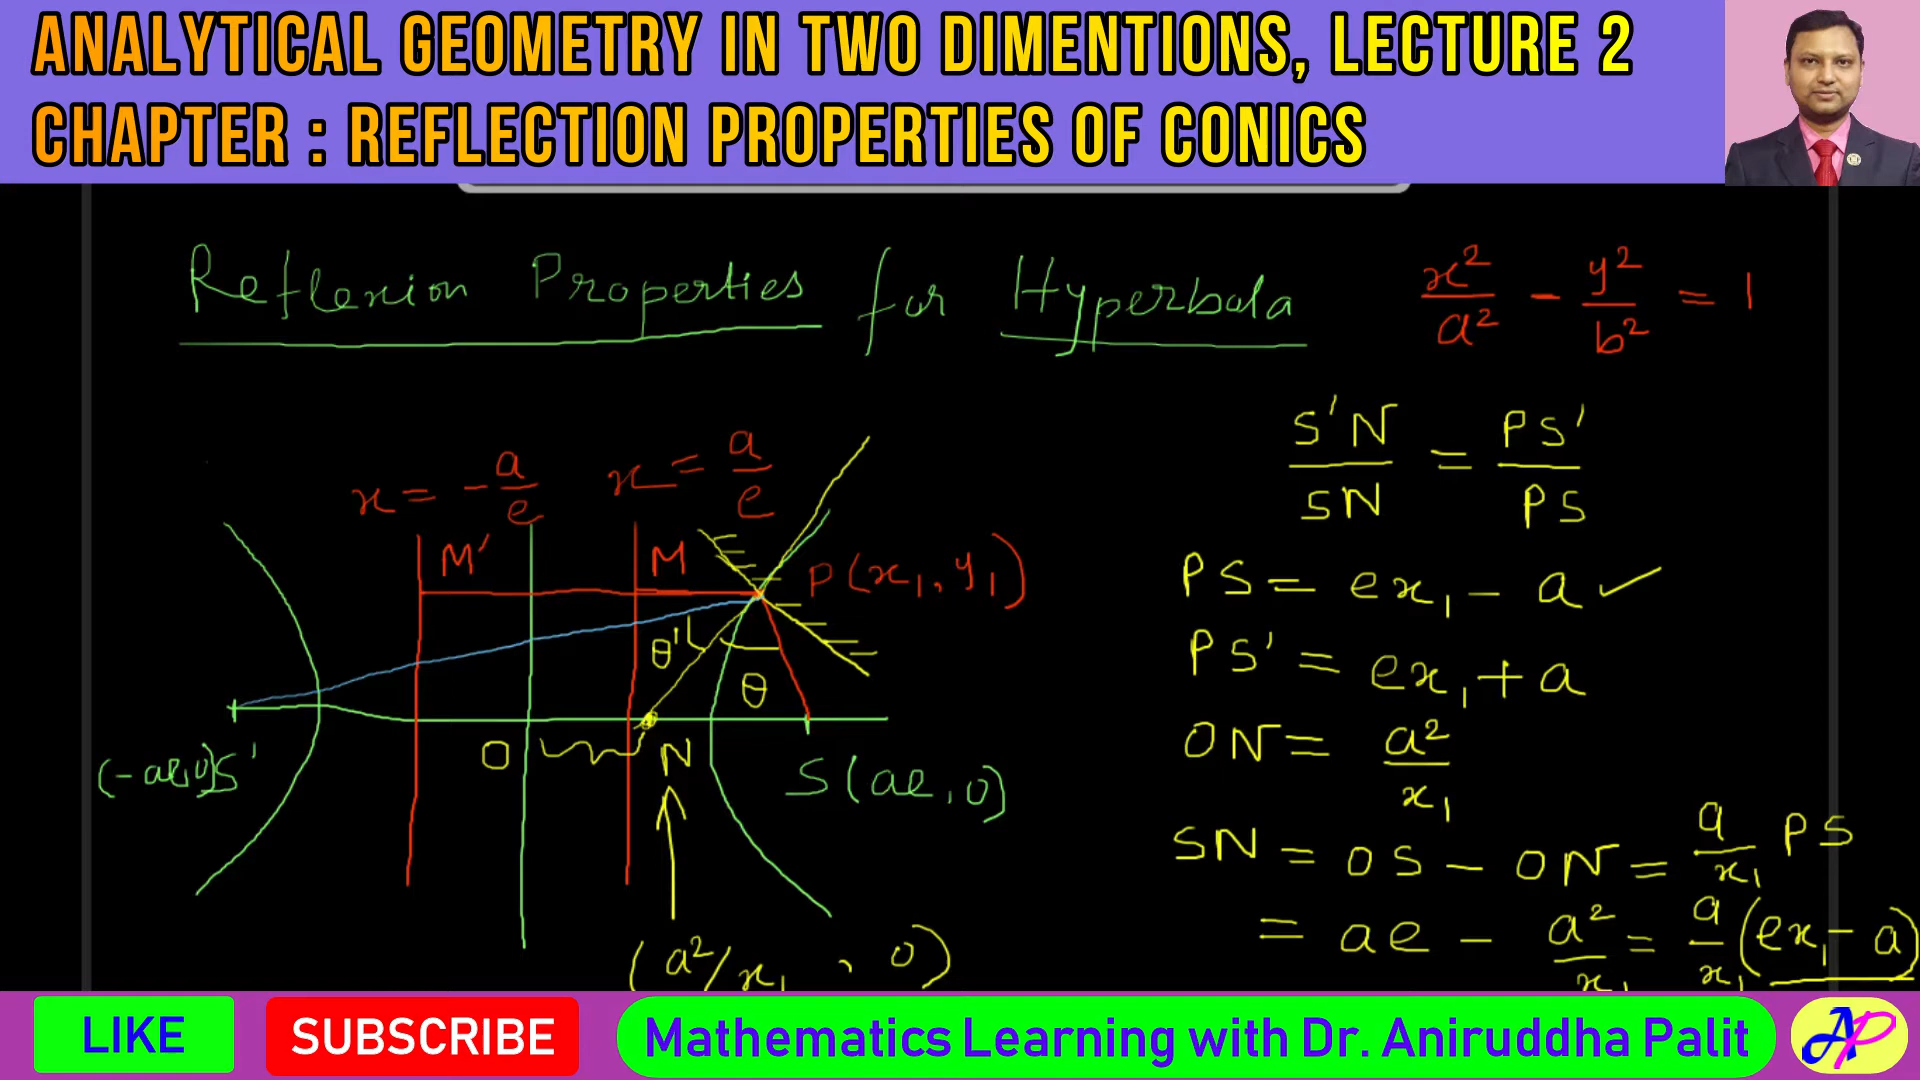 ANALYTICAL GEOMETRY IN TWO DIMENTIONS, LECTURE 2
CHAPTER : REFLECTION PROPERTIES OF CONICS
Reflexion Properties for Hyperbola
x²/a² - y²/b² = 1
x = -a/e
x = a/e
M'
M
P(x₁, y₁)
θ'
θ
O
N
(-ae,0)S'
S(ae, 0)
(a²/x₁ , 0)
S'N/SN = PS'/PS
PS = ex₁ - a ✓
PS' = ex₁ + a
ON = a²/x₁
SN = OS - ON = a/x₁ PS
= ae - a²/x₁ = a/x₁ (ex₁ - a)
LIKE
SUBSCRIBE
Mathematics Learning with Dr. Aniruddha Palit
AP